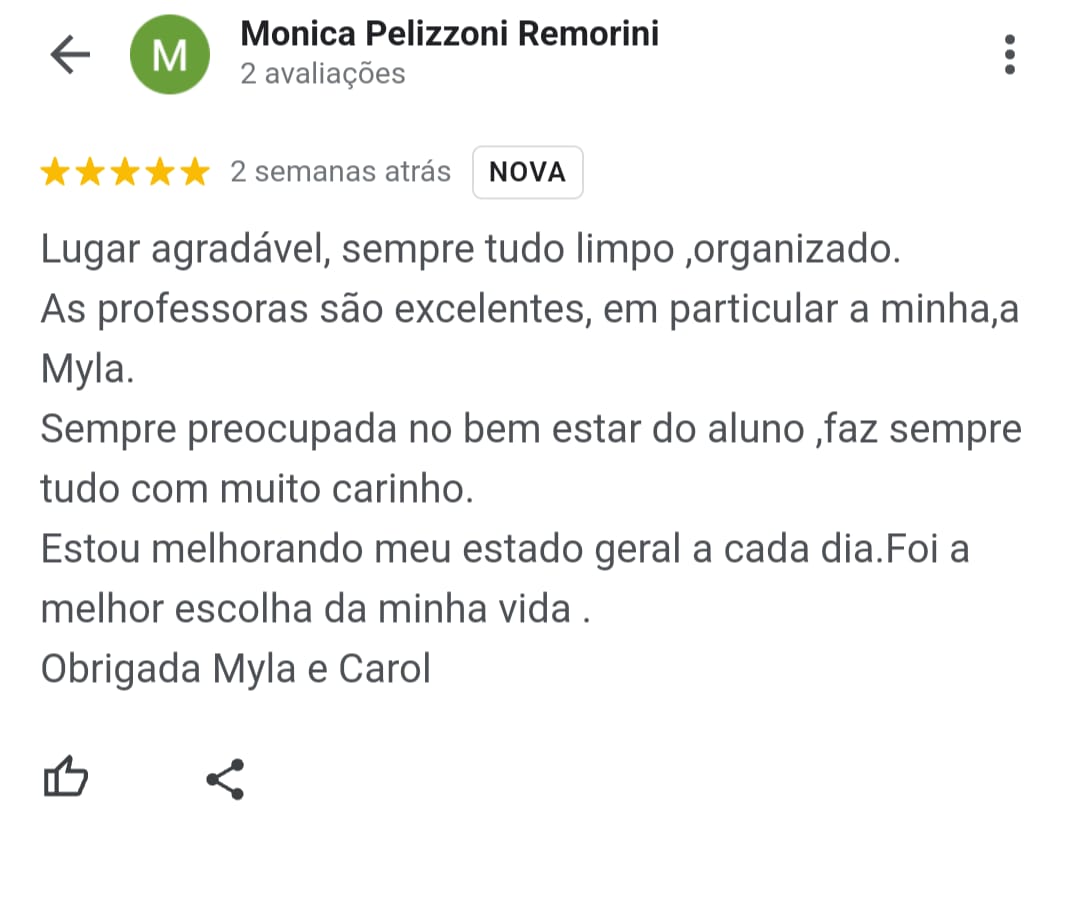 M
Monica Pelizzoni Remorini
2 avaliações
2 semanas atrás NOVA
Lugar agradável, sempre tudo limpo ,organizado.
As professoras são excelentes, em particular a minha,a
Myla.
Sempre preocupada no bem estar do aluno ,faz sempre
tudo com muito carinho.
Estou melhorando meu estado geral a cada dia.Foi a
melhor escolha da minha vida .
Obrigada Myla e Carol